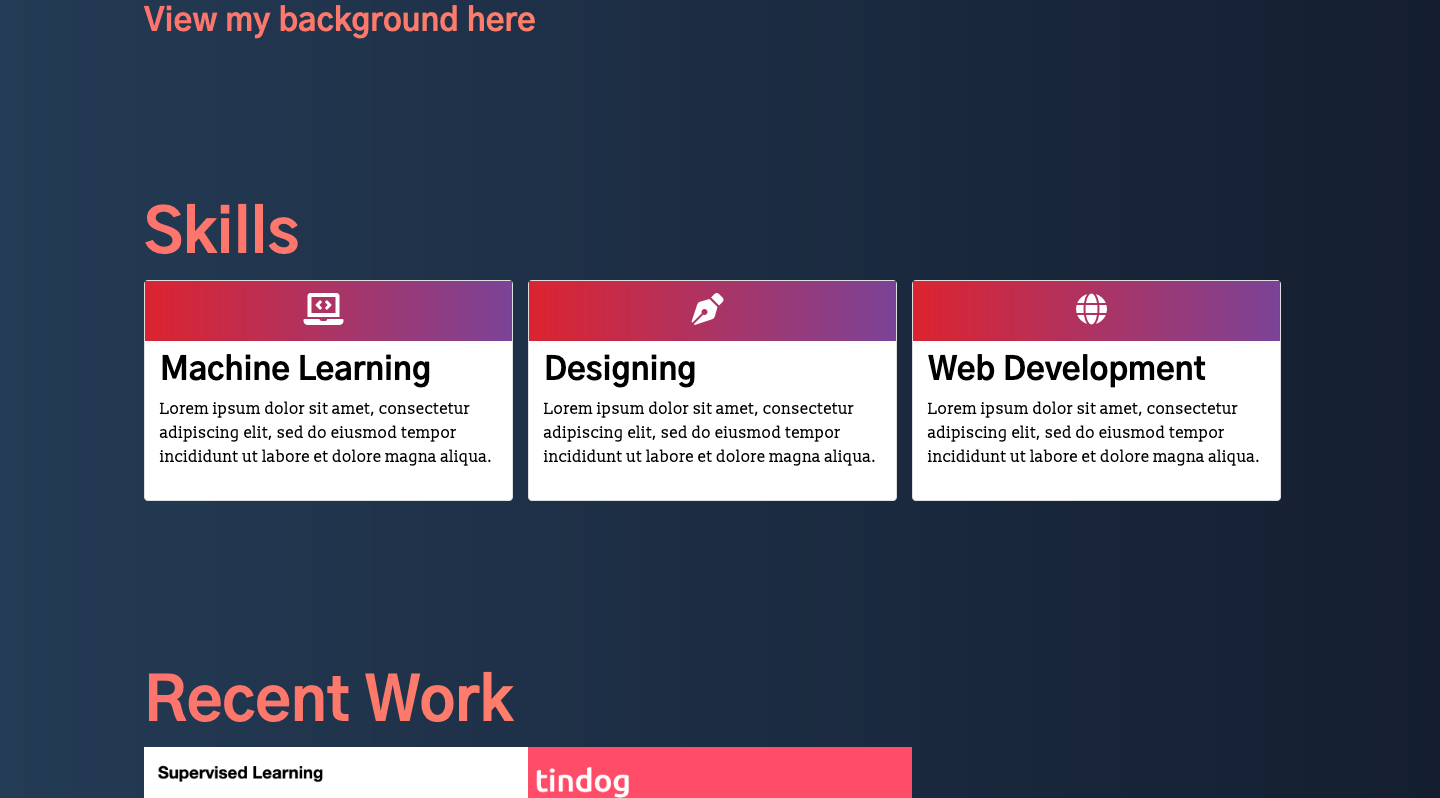 View my background here
Skills
Machine Learning
Lorem ipsum dolor sit amet, consectetur
adipiscing elit, sed do eiusmod tempor
incididunt ut labore et dolore magna aliqua.
Designing
Lorem ipsum dolor sit amet, consectetur
adipiscing elit, sed do eiusmod tempor
incididunt ut labore et dolore magna aliqua.
Web Development
Lorem ipsum dolor sit amet, consectetur
adipiscing elit, sed do eiusmod tempor
incididunt ut labore et dolore magna aliqua.
Recent Work
Supervised Learning
tindog